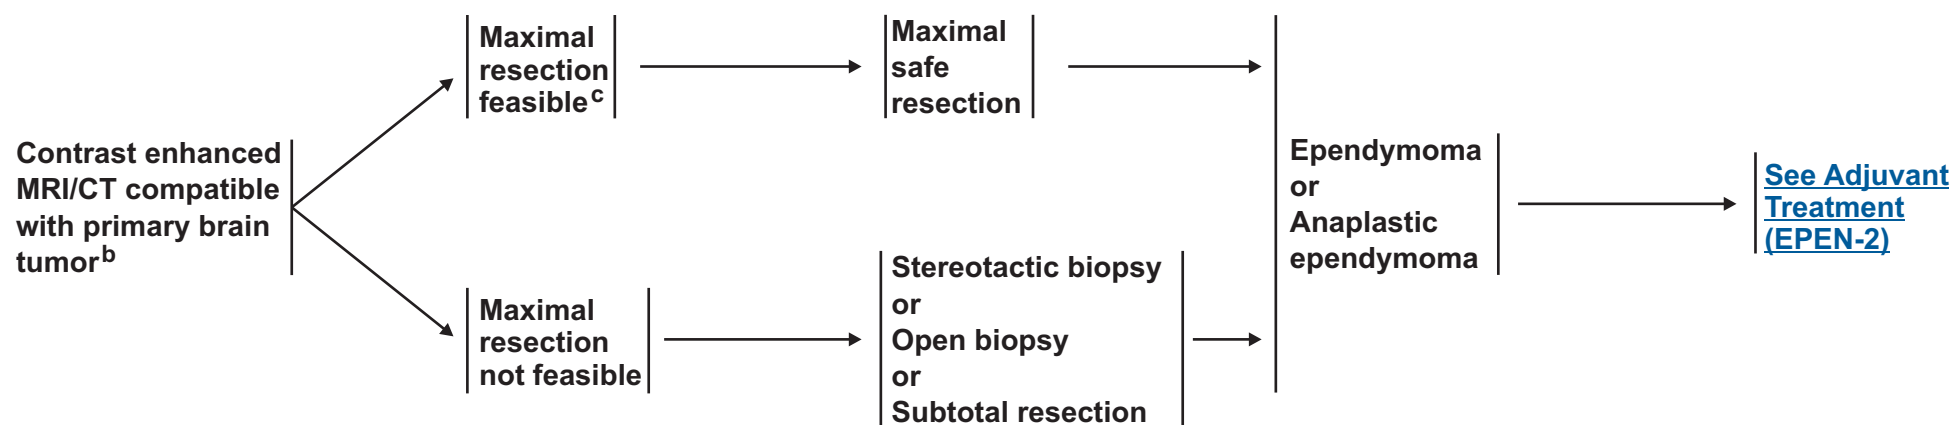 Maximal
resection
feasibleᶜ
Maximal
safe
resection
Contrast enhanced
MRI/CT compatible
with primary brain
tumorᵇ
Ependymoma
or
Anaplastic
ependymoma
See Adjuvant
Treatment
(EPEN-2)
Maximal
resection
not feasible
Stereotactic biopsy
or
Open biopsy
or
Subtotal resection